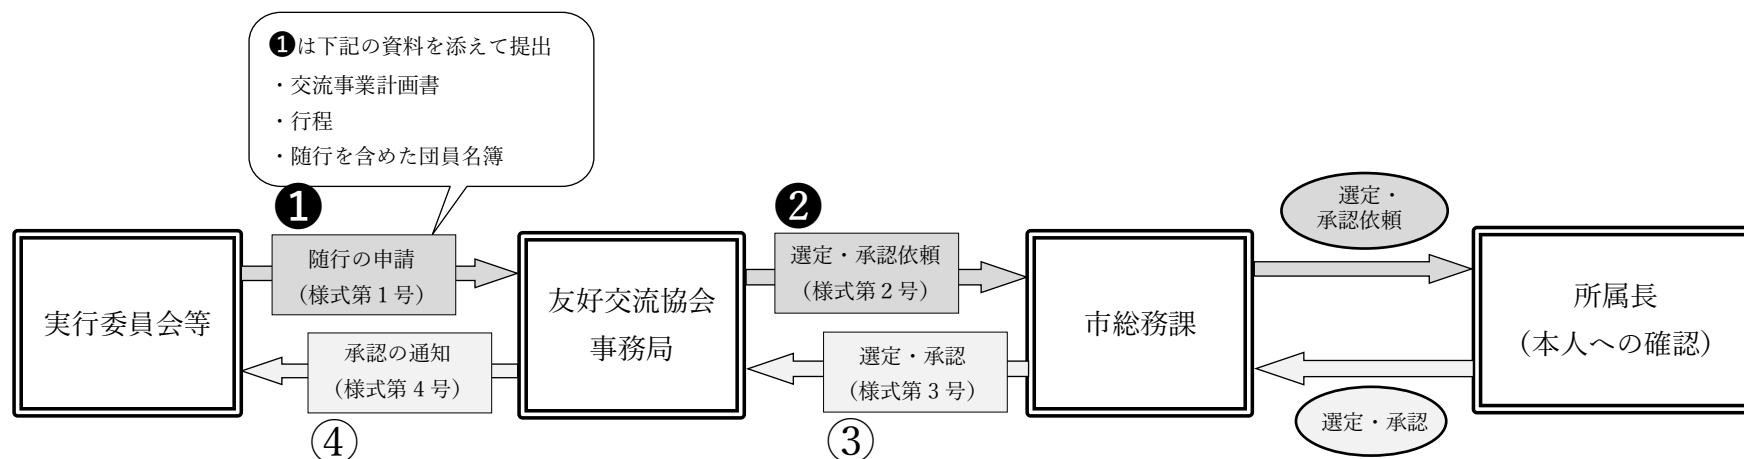 ❶は下記の資料を添えて提出
・交流事業計画書
・行程
・随行を含めた団員名簿
❶
❷
選定・
承認依頼
実行委員会等
随行の申請
（様式第１号）
友好交流協会
事務局
選定・承認依頼
（様式第２号）
市総務課
所属長
（本人への確認）
承認の通知
（様式第４号）
選定・承認
（様式第３号）
選定・承認
④
③